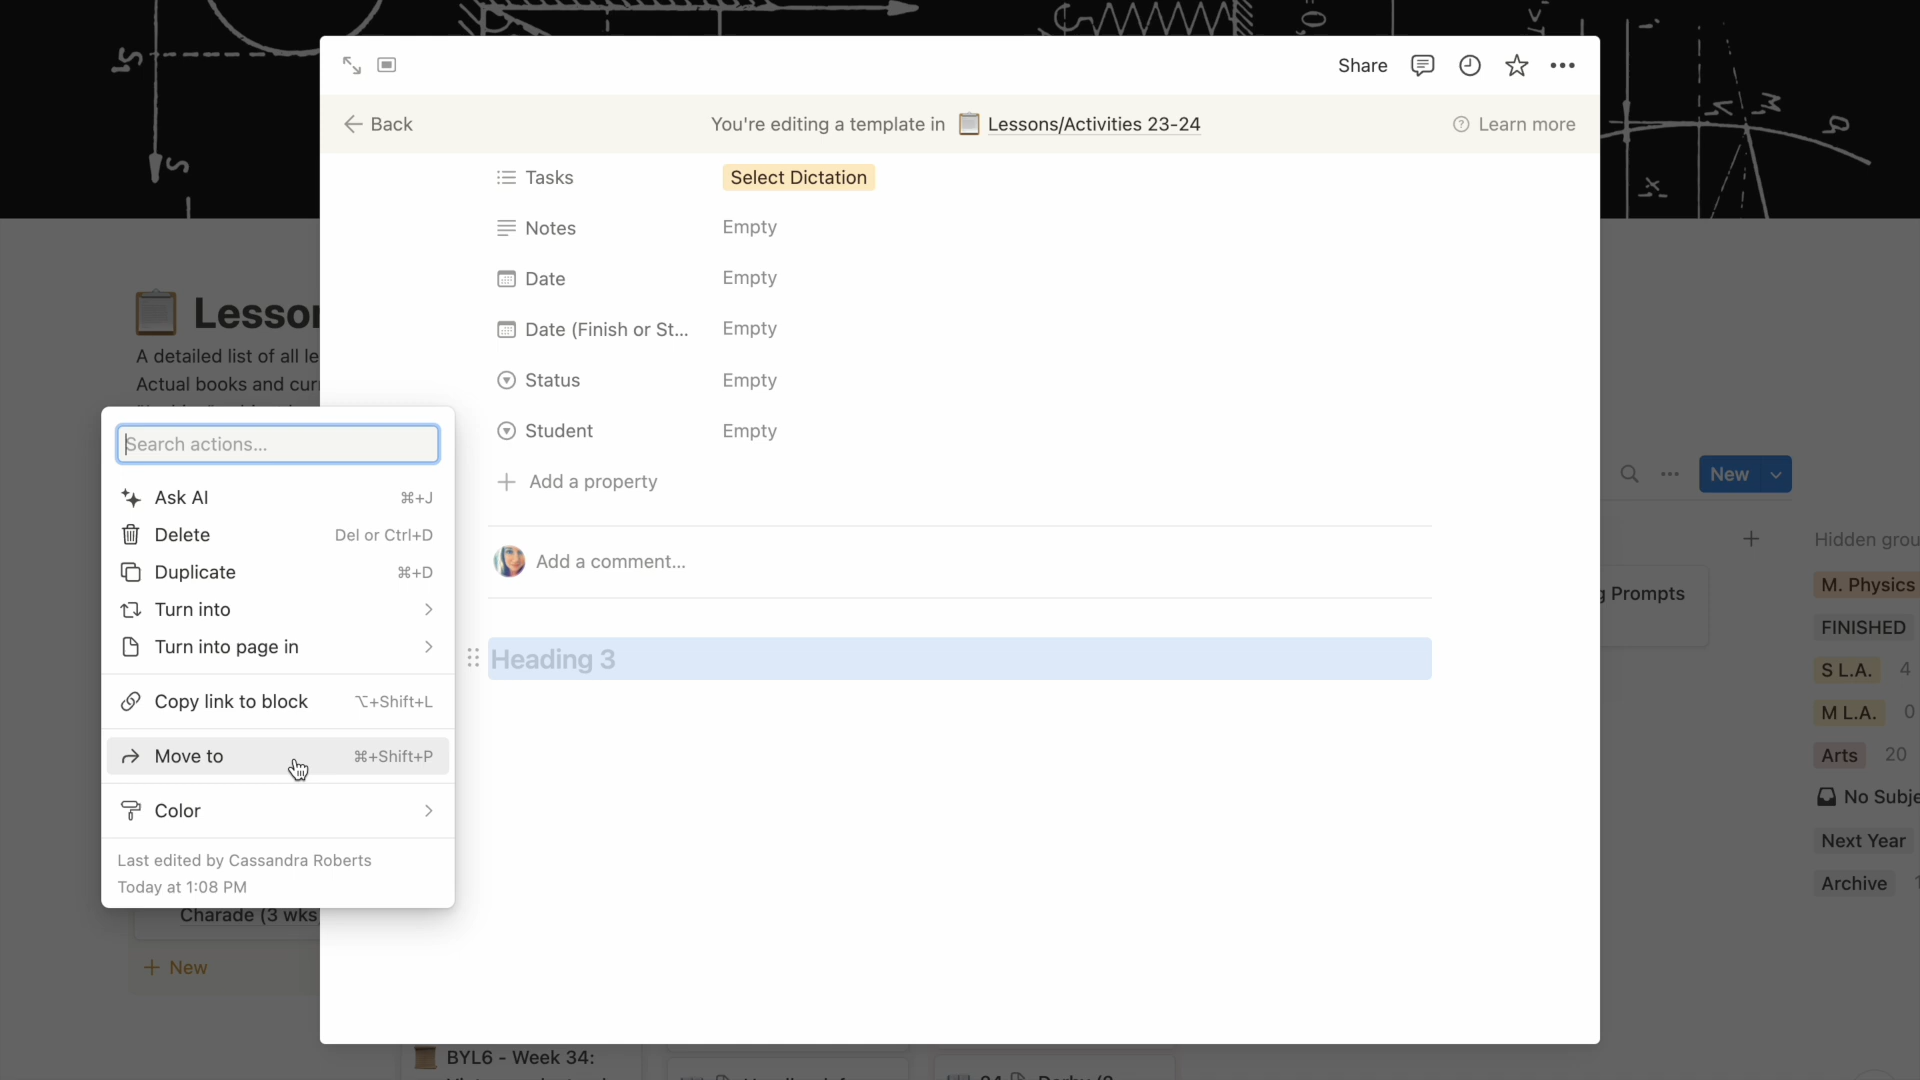 Share
Back
You're editing a template in Lessons/Activities 23-24
Learn more
Tasks Select Dictation
Notes Empty
Date Empty
Date (Finish or St... Empty
Status Empty
Student Empty
Add a property
Add a comment...
Heading 3
Search actions...
Ask AI ⌘+J
Delete Del or Ctrl+D
Duplicate ⌘+D
Turn into
Turn into page in
Copy link to block ⌥+Shift+L
Move to ⌘+Shift+P
Color
Last edited by Cassandra Roberts
Today at 1:08 PM
A detailed list of all le
Actual books and
Charade (3 wks
+ New
New
Hidden
Prompts
M. Physics
FINISHED
S L.A. 4
M L.A. 0
Arts 20
No
Next Year
Archive
BYL6 - Week 34: